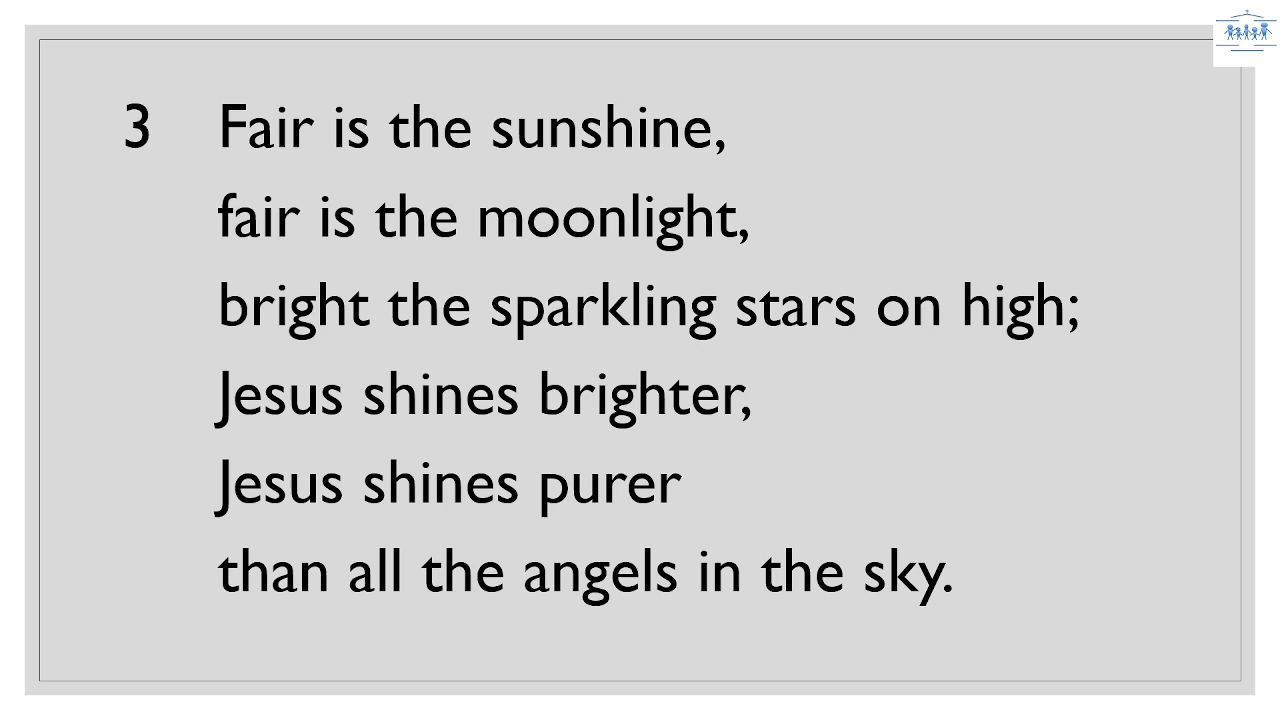 3 Fair is the sunshine,
fair is the moonlight,
bright the sparkling stars on high;
Jesus shines brighter,
Jesus shines purer
than all the angels in the sky.